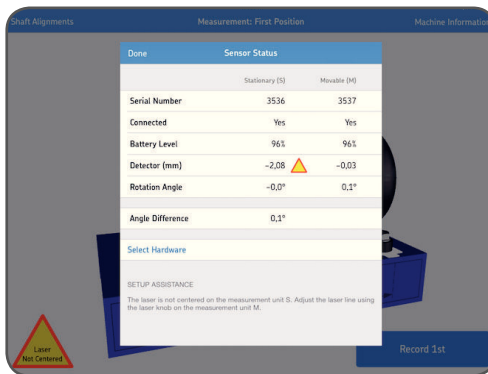 Shaft Alignments Measurement: First Position Machine Information
Done Sensor Status
Stationary (S) Movable (M)
Serial Number 3536 3537
Connected Yes Yes
Battery Level 96% 96%
Detector (mm) -2,08 -0,03
Rotation Angle -0,0° 0,1°
Angle Difference 0,1°
Select Hardware
SETUP ASSISTANCE
The laser is not centered on the measurement unit S. Adjust the laser line using
the laser knob on the measurement unit M.
Laser
Not Centered
Record 1st